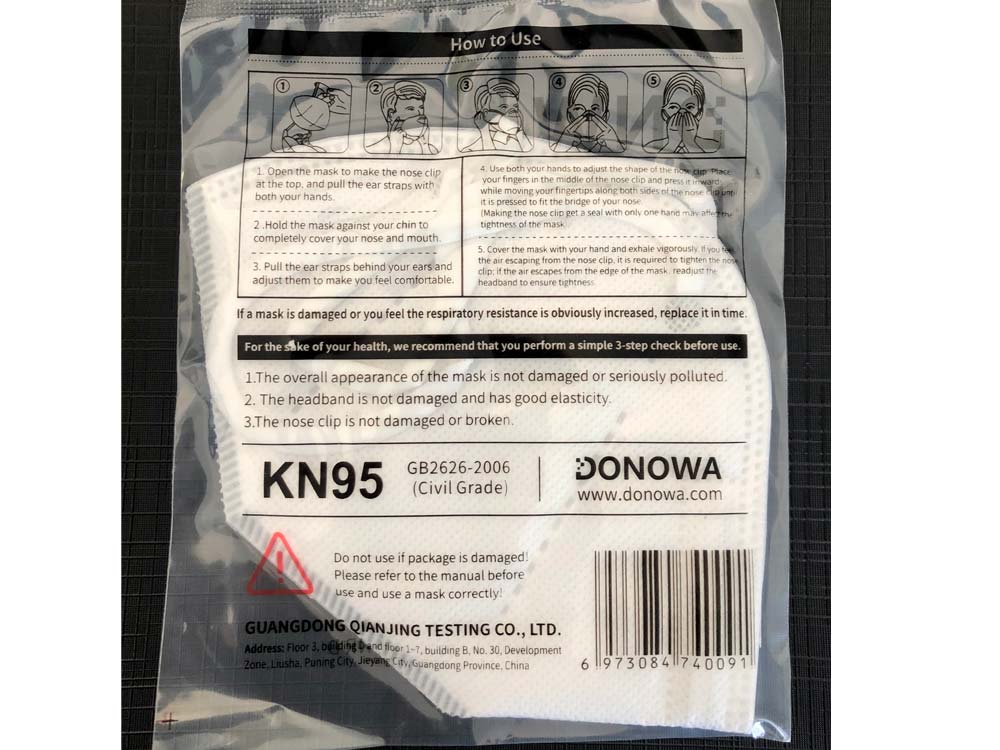 How to Use
1 2 3 4 5
1. Open the mask to make the nose clip
at the top, and pull the ear straps with
both your hands.
2 .Hold the mask against your chin to
completely cover your nose and mouth.
3. Pull the ear straps behind your ears and
adjust them to make you feel comfortable.
4. Use both your hands to adjust the shape of the nose clip. Place
your fingers in the middle of the nose clip and press it inward
while moving your fingertips along both sides of the nose clip until
it is pressed to fit the bridge of your nose.
(Making the nose clip get a seal with only one hand may affect the
tightness of the mask
5. Cover the mask with your hand and exhale vigorously. If you feel
the air escaping from the nose clip, it is required to tighten the nose
clip; if the air escapes from the edge of the mask, readjust the
headband to ensure tightness.
If a mask is damaged or you feel the respiratory resistance is obviously increased, replace it in time.
For the sake of your health, we recommend that you perform a simple 3-step check before use.
1.The overall appearance of the mask is not damaged or seriously polluted.
2. The headband is not damaged and has good elasticity.
3.The nose clip is not damaged or broken.
KN95
GB2626-2006
(Civil Grade)
DONOWA
www.donowa.com
Do not use if package is damaged!
Please refer to the manual before
use and use a mask correctly!
GUANGDONG QIANJING TESTING CO., LTD.
Address: Floor 3, building D and floor 1-7, building B, No. 30, Development
Zone, Liusha, Puning City, Jieyang City, Guangdong Province, China
6 973084 740091